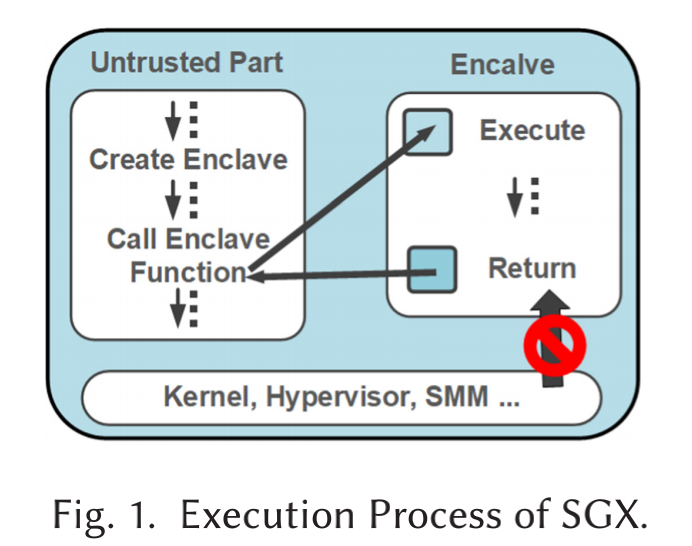 Untrusted Part
Encalve
Create Enclave
Call Enclave
Function
Execute
Return
Kernel, Hypervisor, SMM ...
Fig. 1. Execution Process of SGX.